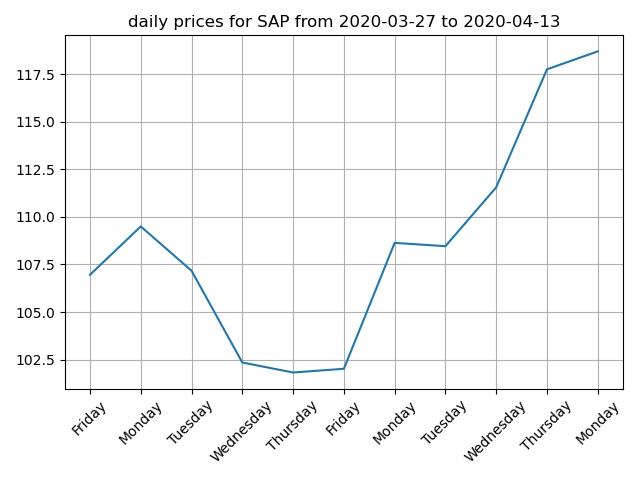 daily prices for SAP from 2020-03-27 to 2020-04-13
117.5
115.0
112.5
110.0
107.5
105.0
102.5
Friday
Monday
Tuesday
Wednesday
Thursday
Friday
Monday
Tuesday
Wednesday
Thursday
Monday